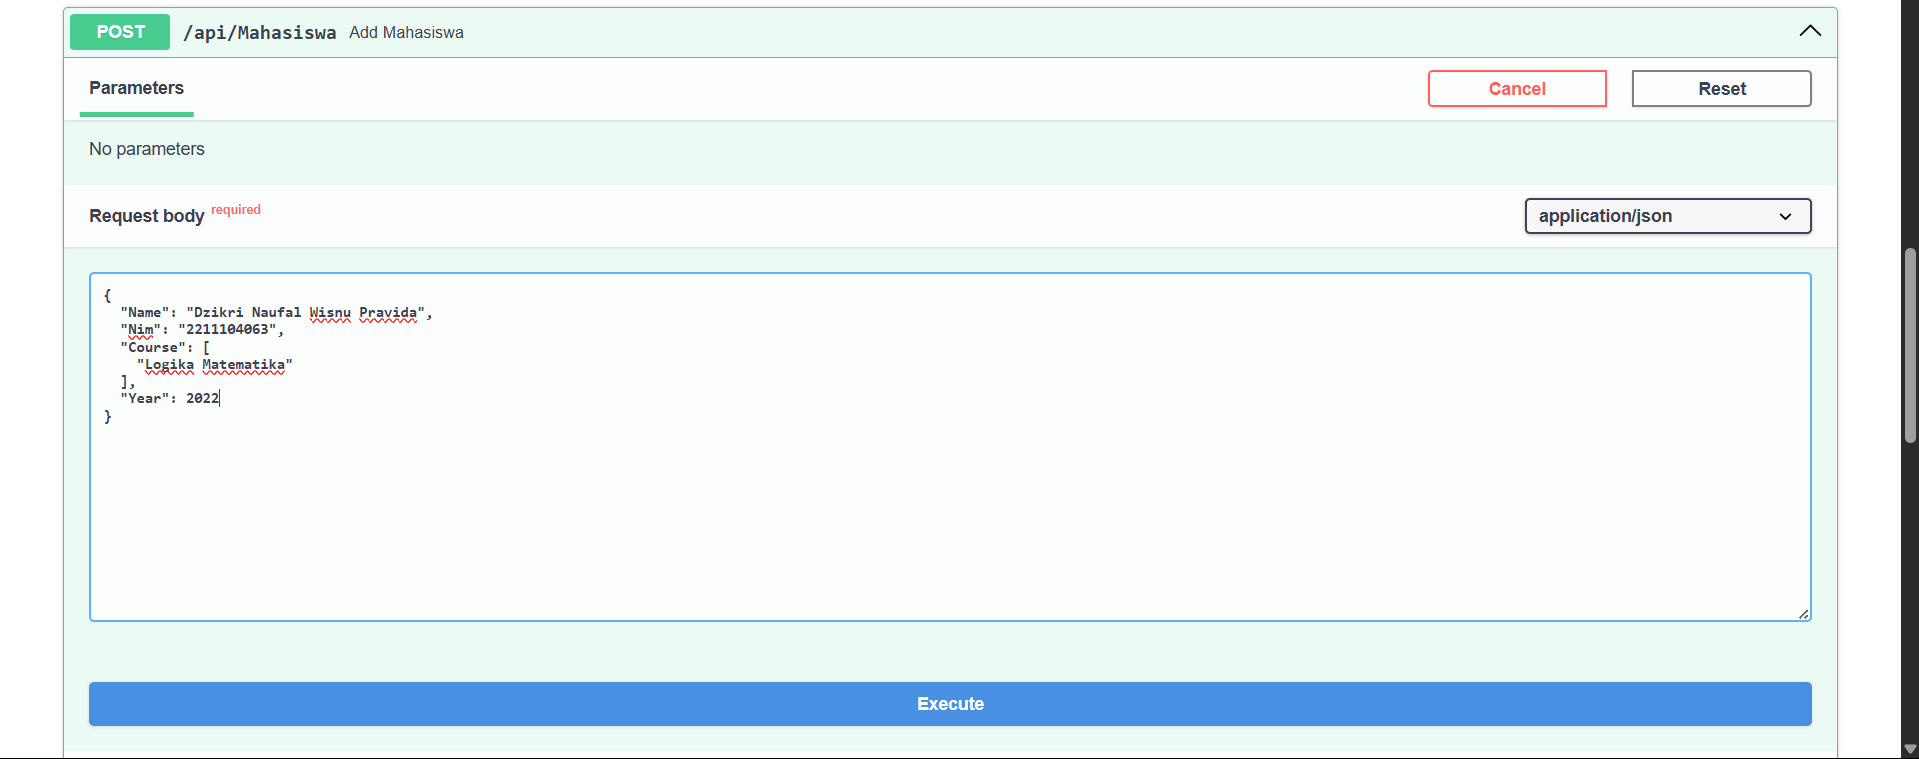 POST /api/Mahasiswa Add Mahasiswa
Parameters
Cancel
Reset
No parameters
Request body required
application/json
{
  "Name": "Dzikri Naufal Wisnu Pravida",
  "Nim": "2211104063",
  "Course": [
    "Logika Matematika"
  ],
  "Year": 2022
}
Execute